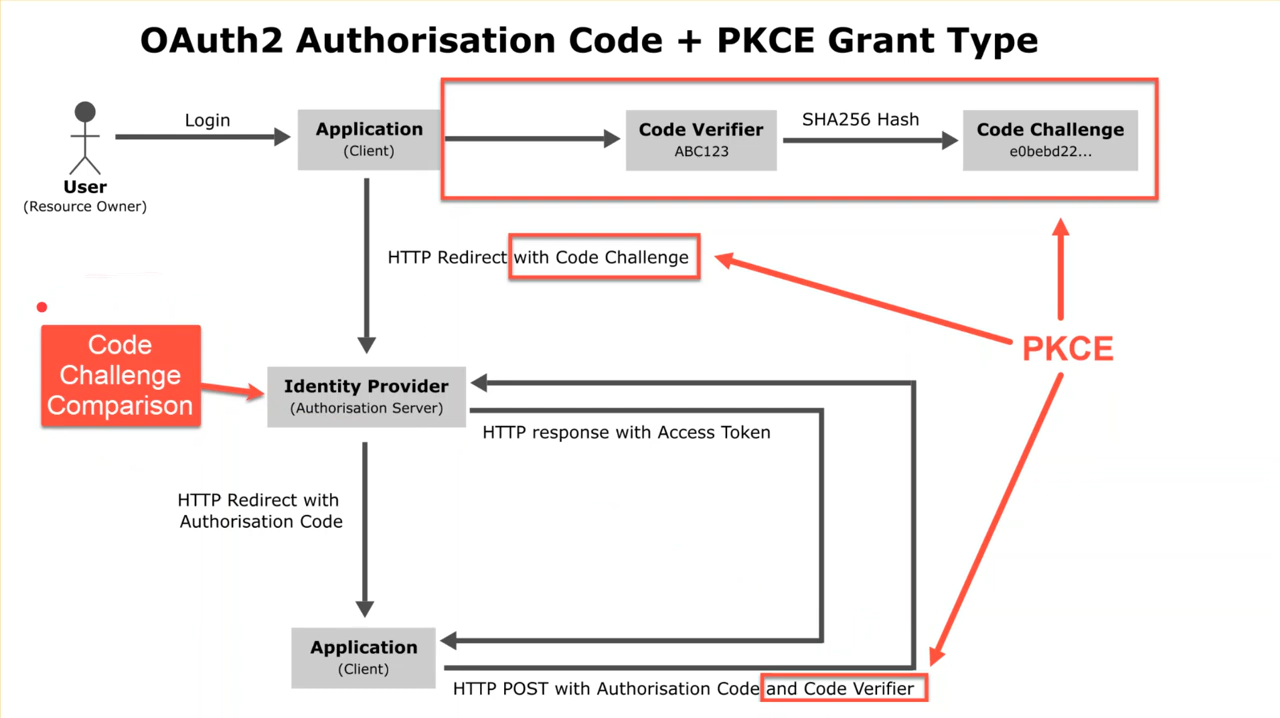 OAuth2 Authorisation Code + PKCE Grant Type
Login
User
(Resource Owner)
Application
(Client)
Code Verifier
ABC123
SHA256 Hash
Code Challenge
e0bebd22...
HTTP Redirect with Code Challenge
PKCE
Code
Challenge
Comparison
Identity Provider
(Authorisation Server)
HTTP response with Access Token
HTTP Redirect with
Authorisation Code
Application
(Client)
HTTP POST with Authorisation Code and Code Verifier